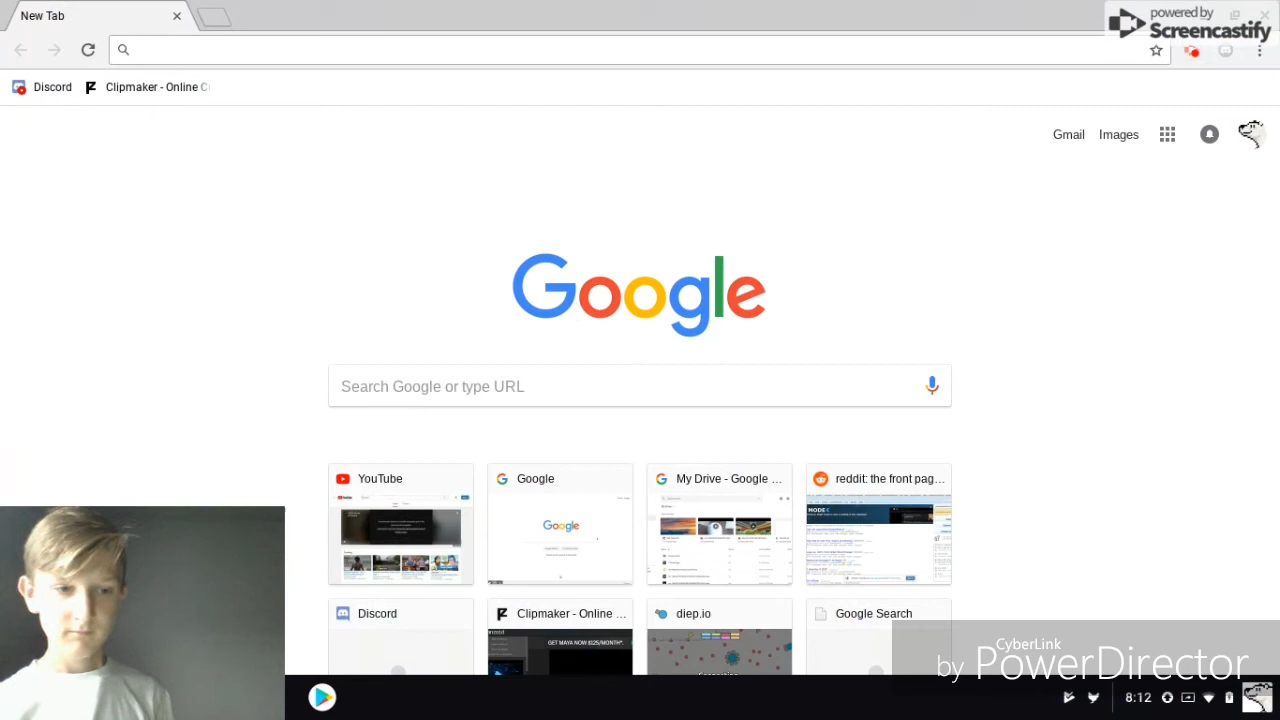 New Tab
powered by
Screencastify
Discord
Clipmaker - Online C
Gmail
Images
Google
Search Google or type URL
YouTube
Google
My Drive - Google ...
reddit: the front pag...
Google
Discord
Clipmaker - Online ...
diep.io
Google Search
GET MAYA NOW $125/MONTH*
CyberLink
by PowerDirector
8:12